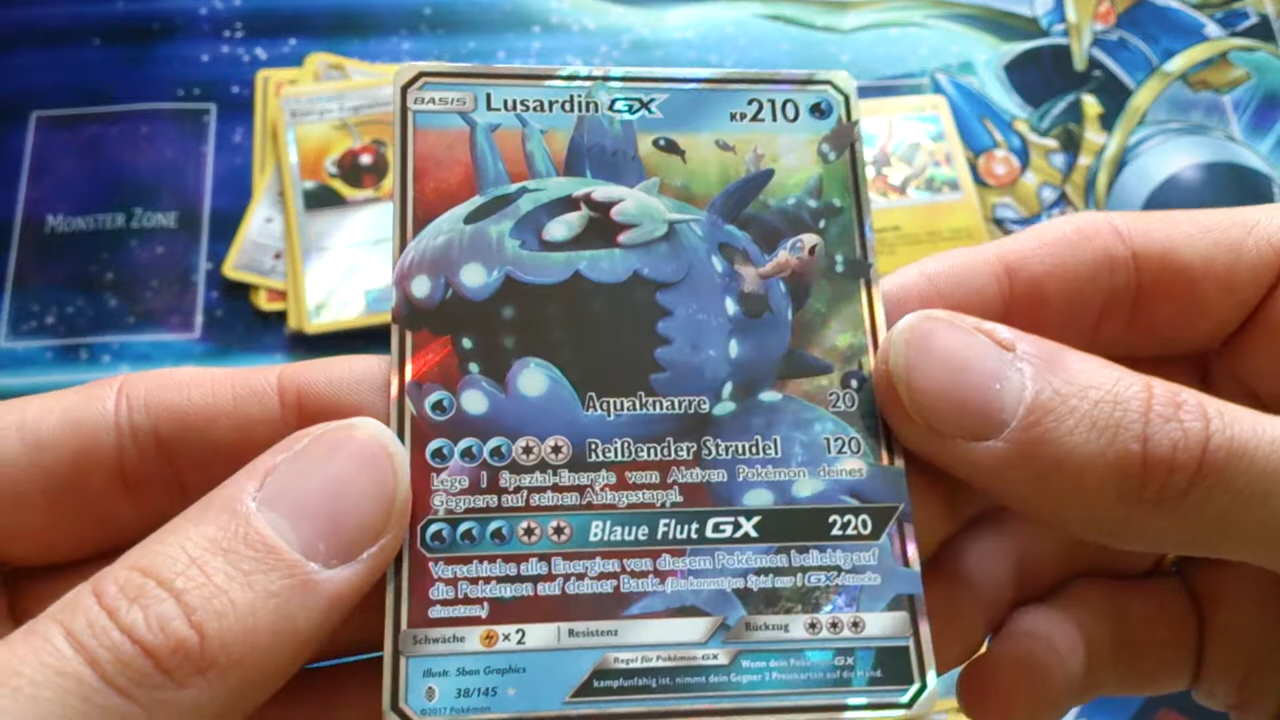 MONSTER ZONE
BASIS Lusardin GX KP210
Aquaknarre 20
Reißender Strudel 120
Lege 1 Spezial-Energie vom Aktiven Pokémon deines
Gegners auf seinen Ablagestapel.
Blaue Flut GX 220
Verschiebe alle Energien von diesem Pokémon beliebig auf
die Pokémon auf deiner Bank. (Du kannst pro Spiel nur 1 GX-Attacke
einsetzen.)
Schwäche ×2 Resistenz Rückzug
Illustr. 5ban Graphics
Regel für Pokémon-GX Wenn dein Pokémon-GX
kampfunfähig ist, nimmt dein Gegner 2 Preiskarten auf die Hand.
38/145
©2017 Pokémon